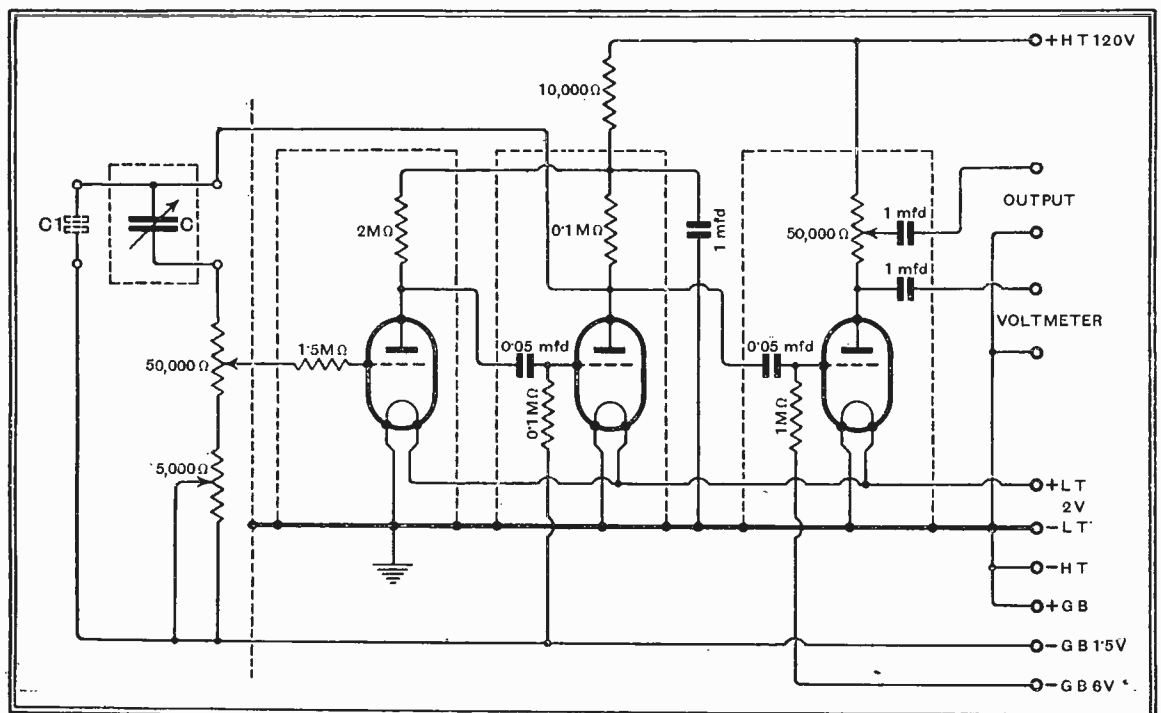 +HT 120V
10,000Ω
C1
C
2MΩ
0·1MΩ
1 mfd
50,000Ω
1 mfd
OUTPUT
1 mfd
VOLTMETER
50,000Ω
1·5MΩ
0·05 mfd
0·1MΩ
0·05 mfd
1MΩ
5,000Ω
+LT
2V
-LT
-HT
+GB
-GB 1·5V
-GB 6V